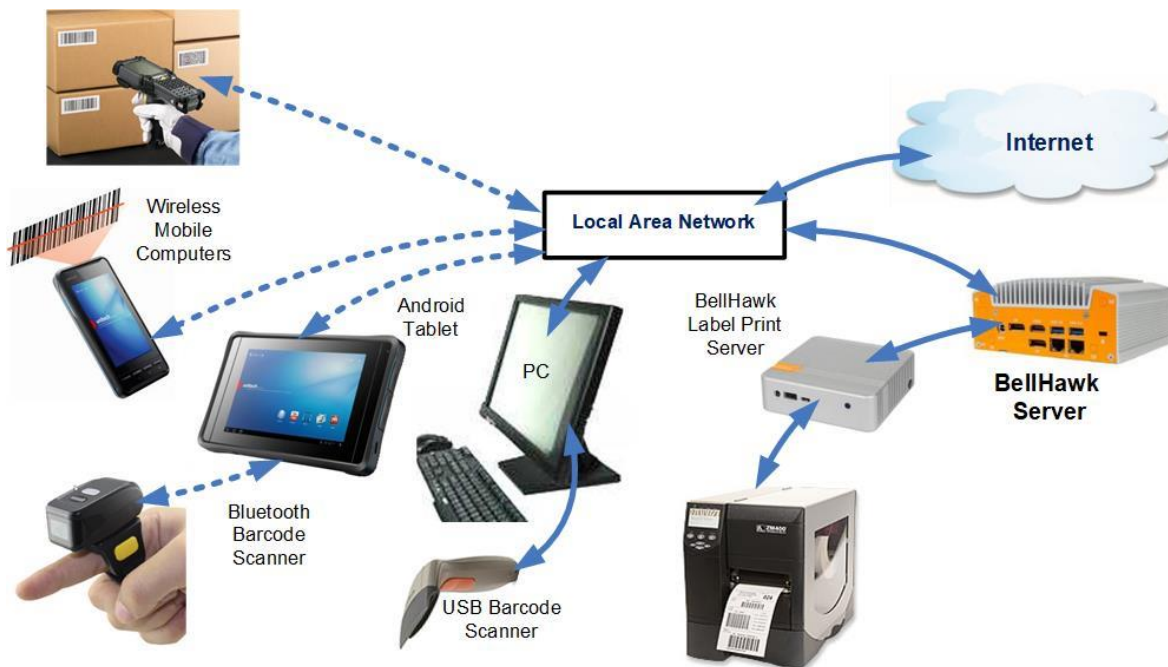 Internet
Local Area Network
Wireless
Mobile
Computers
Android
Tablet
BellHawk
Label Print
Server
PC
BellHawk
Server
Bluetooth
Barcode
Scanner
USB Barcode
Scanner
ZM400